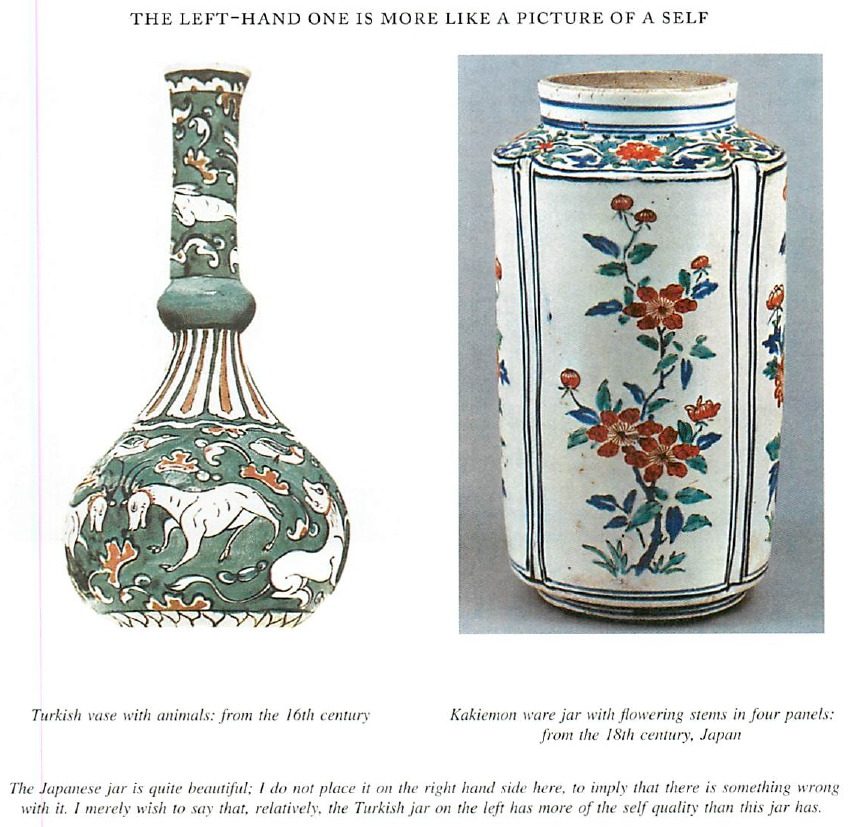 THE LEFT-HAND ONE IS MORE LIKE A PICTURE OF A SELF
Turkish vase with animals: from the 16th century
Kakiemon ware jar with flowering stems in four panels:
from the 18th century, Japan
The Japanese jar is quite beautiful; I do not place it on the right hand side here, to imply that there is something wrong
with it. I merely wish to say that, relatively, the Turkish jar on the left has more of the self quality than this jar has.